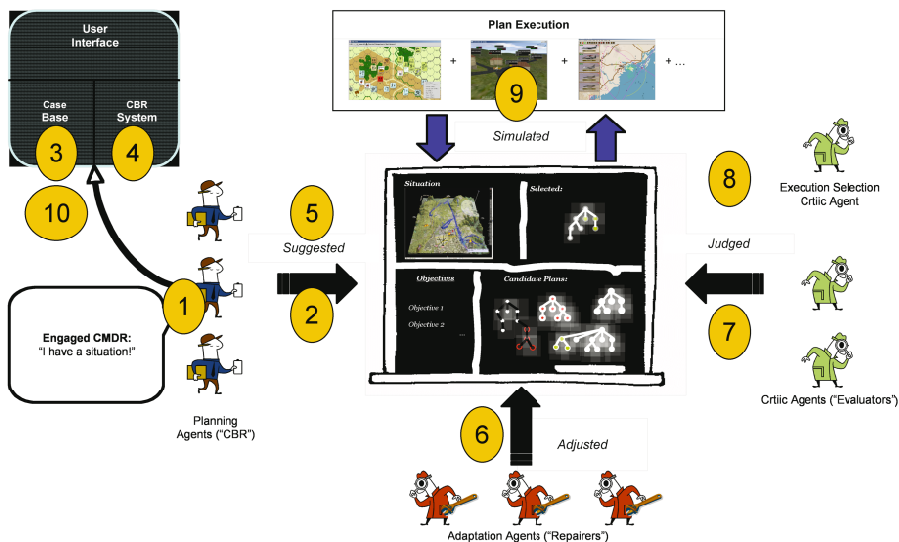 User
Interface
Case
Base
CBR
System
3
4
10
1
Engaged CMDR:
“I have a situation!”
Planning
Agents (“CBR”)
5
Suggested
2
Plan Execution
+
+
+ ...
9
Simulated
Situation
Selected:
Objectives
Objective 1
Objective 2
...
Candidate Plans:
6
Adjusted
Adaptation Agents (“Repairers”)
8
Execution Selection
Crtiic Agent
Judged
7
Crtiic Agents (“Evaluators”)